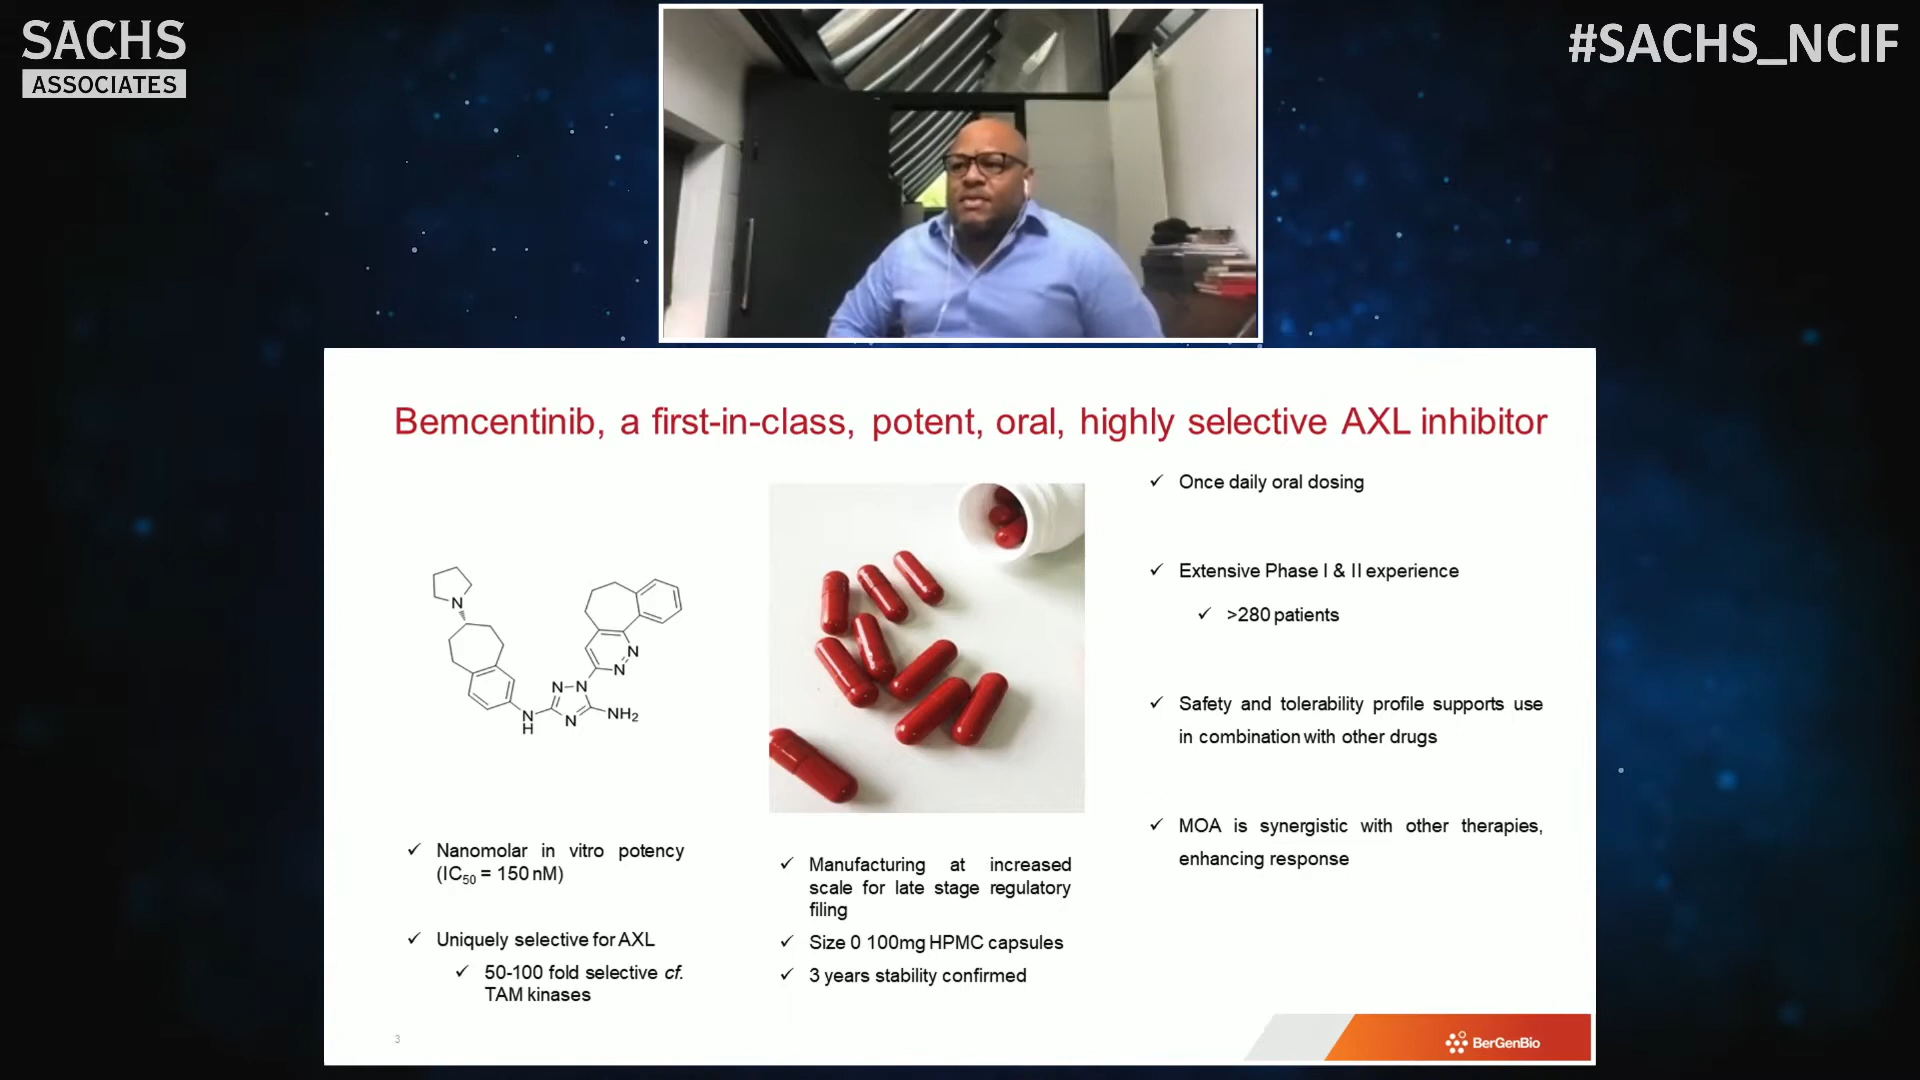 SACHS
ASSOCIATES
#SACHS_NCIF
Bemcentinib, a first-in-class, potent, oral, highly selective AXL inhibitor
N
N
N
N
N
N
N
H
NH2
✓ Nanomolar in vitro potency
(IC50 = 150 nM)
✓ Uniquely selective for AXL
✓ 50-100 fold selective cf.
TAM kinases
✓ Manufacturing at increased
scale for late stage regulatory
filing
✓ Size 0 100mg HPMC capsules
✓ 3 years stability confirmed
✓ Once daily oral dosing
✓ Extensive Phase I & II experience
✓ >280 patients
✓ Safety and tolerability profile supports use
in combination with other drugs
✓ MOA is synergistic with other therapies,
enhancing response
3
BerGenBio